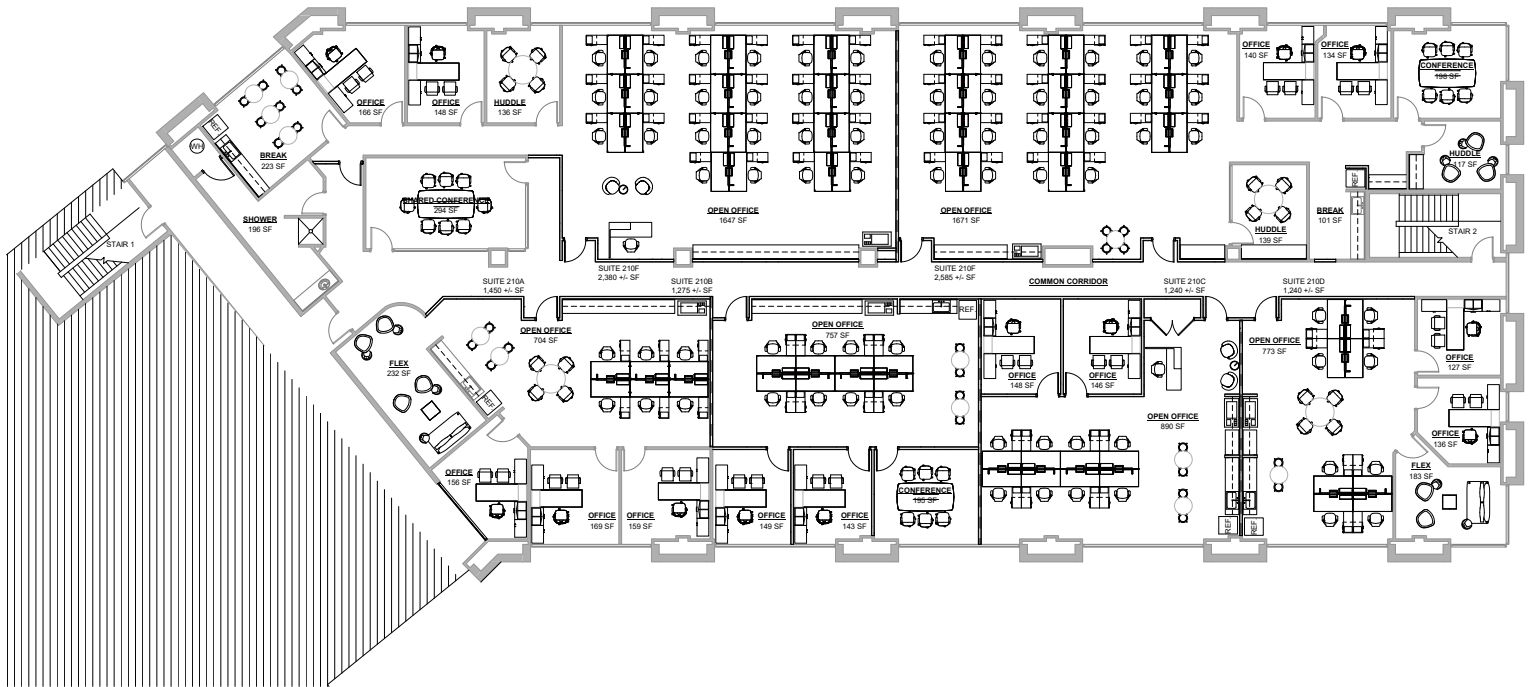 OFFICE
166 SF
OFFICE
148 SF
HUDDLE
136 SF
OFFICE
140 SF
OFFICE
134 SF
CONFERENCE
198 SF
REF
WH
BREAK
223 SF
HUDDLE
117 SF
SHARED CONFERENCE
294 SF
SHOWER
196 SF
STAIR 1
OPEN OFFICE
1647 SF
OPEN OFFICE
1671 SF
REF
BREAK
101 SF
HUDDLE
139 SF
STAIR 2
SUITE 210A
1,450 +/- SF
SUITE 210F
2,380 +/- SF
SUITE 210B
1,275 +/- SF
SUITE 210F
2,585 +/- SF
COMMON CORRIDOR
SUITE 210C
1,240 +/- SF
SUITE 210D
1,240 +/- SF
OPEN OFFICE
704 SF
OPEN OFFICE
757 SF
REF.
FLEX
232 SF
REF
OFFICE
148 SF
OFFICE
146 SF
OPEN OFFICE
773 SF
OFFICE
127 SF
OPEN OFFICE
890 SF
OFFICE
136 SF
OFFICE
156 SF
OFFICE
169 SF
OFFICE
159 SF
OFFICE
149 SF
OFFICE
143 SF
CONFERENCE
193 SF
FLEX
183 SF
REF
REF